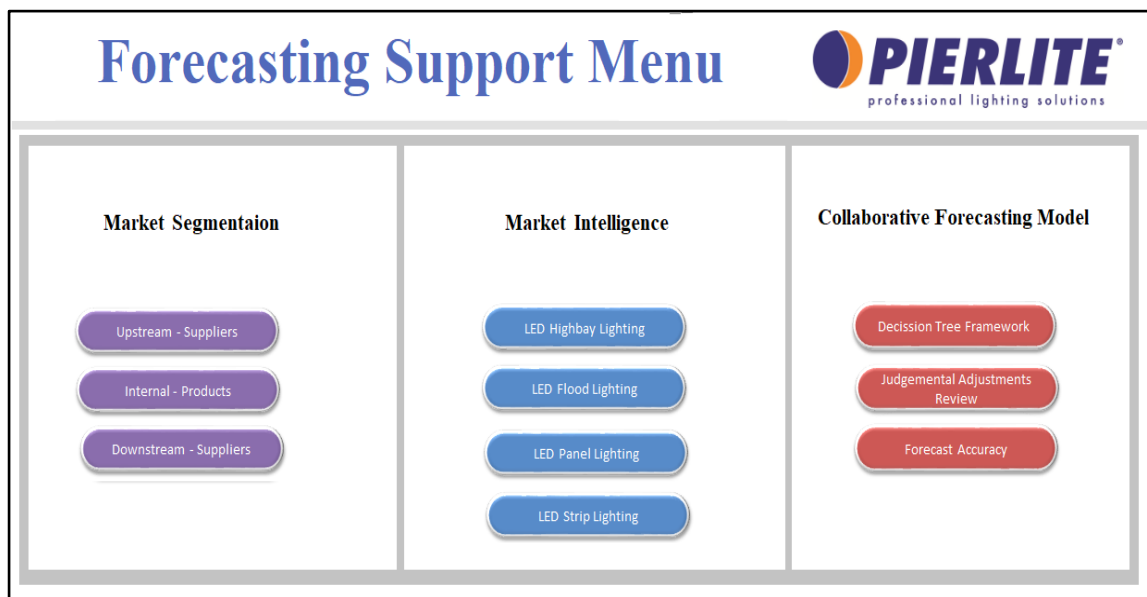 Forecasting Support Menu
PIERLITE®
professional lighting solutions
Market Segmentaion
Upstream - Suppliers
Internal - Products
Downstream - Suppliers
Market Intelligence
LED Highbay Lighting
LED Flood Lighting
LED Panel Lighting
LED Strip Lighting
Collaborative Forecasting Model
Decission Tree Framework
Judgemental Adjustments
Review
Forecast Accuracy